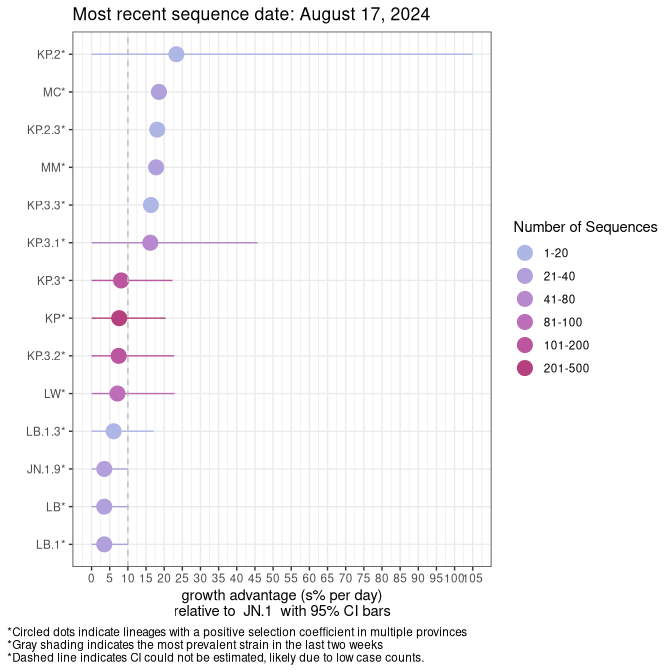 Most recent sequence date: August 17, 2024
KP.2*
MC*
KP.2.3*
MM*
KP.3.3*
KP.3.1*
KP.3*
KP*
KP.3.2*
LW*
LB.1.3*
JN.1.9*
LB*
LB.1*
0 5 10 15 20 25 30 35 40 45 50 55 60 65 70 75 80 85 90 95 100 105
growth advantage (s% per day)
relative to JN.1 with 95% CI bars
Number of Sequences
1-20
21-40
41-80
81-100
101-200
201-500
*Circled dots indicate lineages with a positive selection coefficient in multiple provinces
*Gray shading indicates the most prevalent strain in the last two weeks
*Dashed line indicates CI could not be estimated, likely due to low case counts.